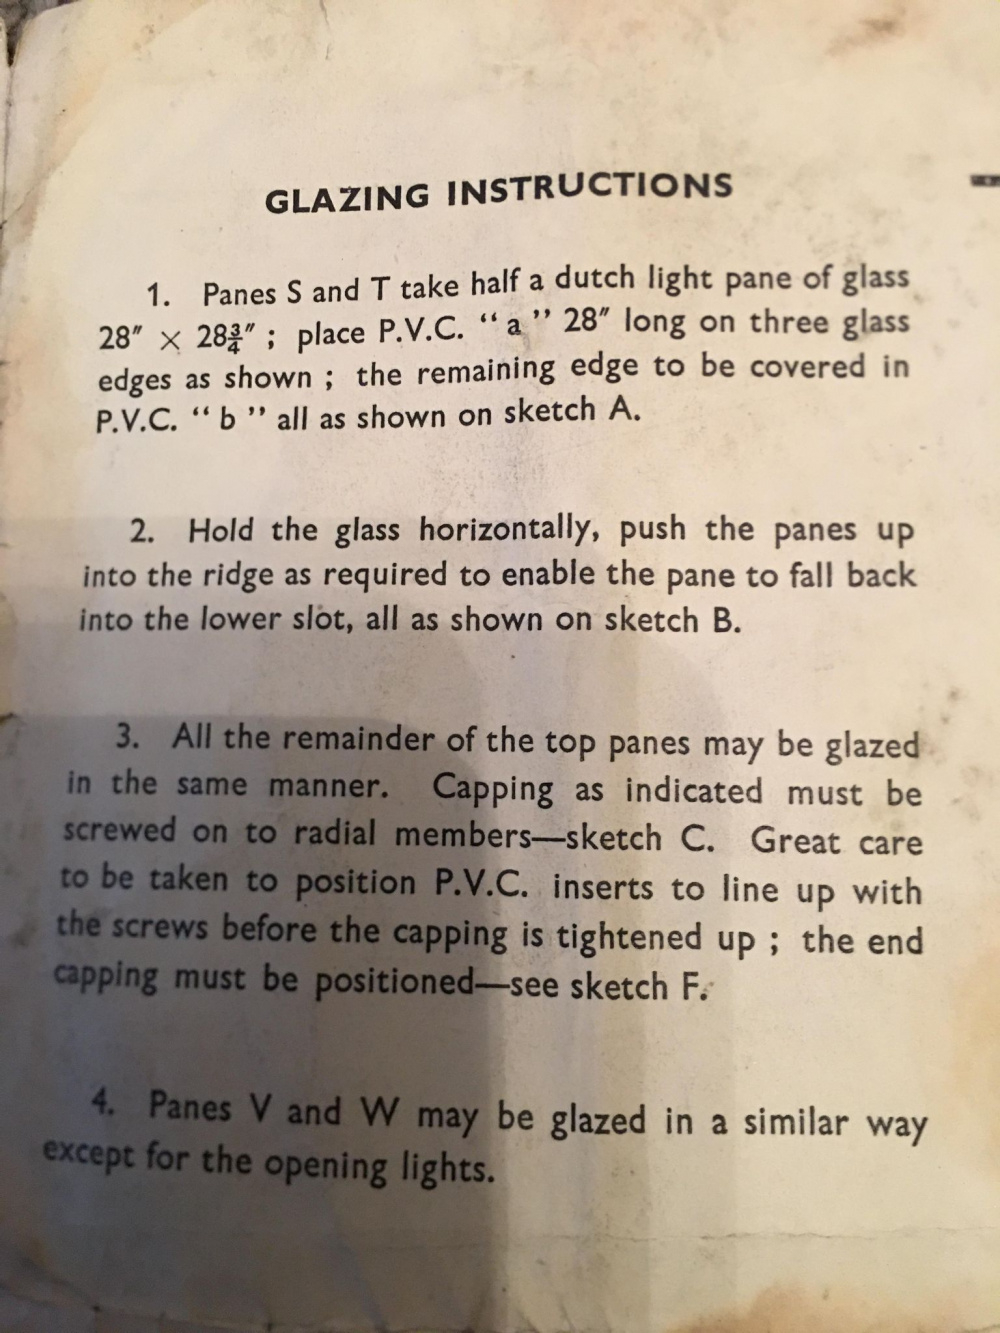 GLAZING INSTRUCTIONS
1. Panes S and T take half a dutch light pane of glass
28″ × 28¾″ ; place P.V.C. “a” 28″ long on three glass
edges as shown ; the remaining edge to be covered in
P.V.C. “b” all as shown on sketch A.
2. Hold the glass horizontally, push the panes up
into the ridge as required to enable the pane to fall back
into the lower slot, all as shown on sketch B.
3. All the remainder of the top panes may be glazed
in the same manner. Capping as indicated must be
screwed on to radial members—sketch C. Great care
to be taken to position P.V.C. inserts to line up with
the screws before the capping is tightened up ; the end
capping must be positioned—see sketch F.
4. Panes V and W may be glazed in a similar way
except for the opening lights.